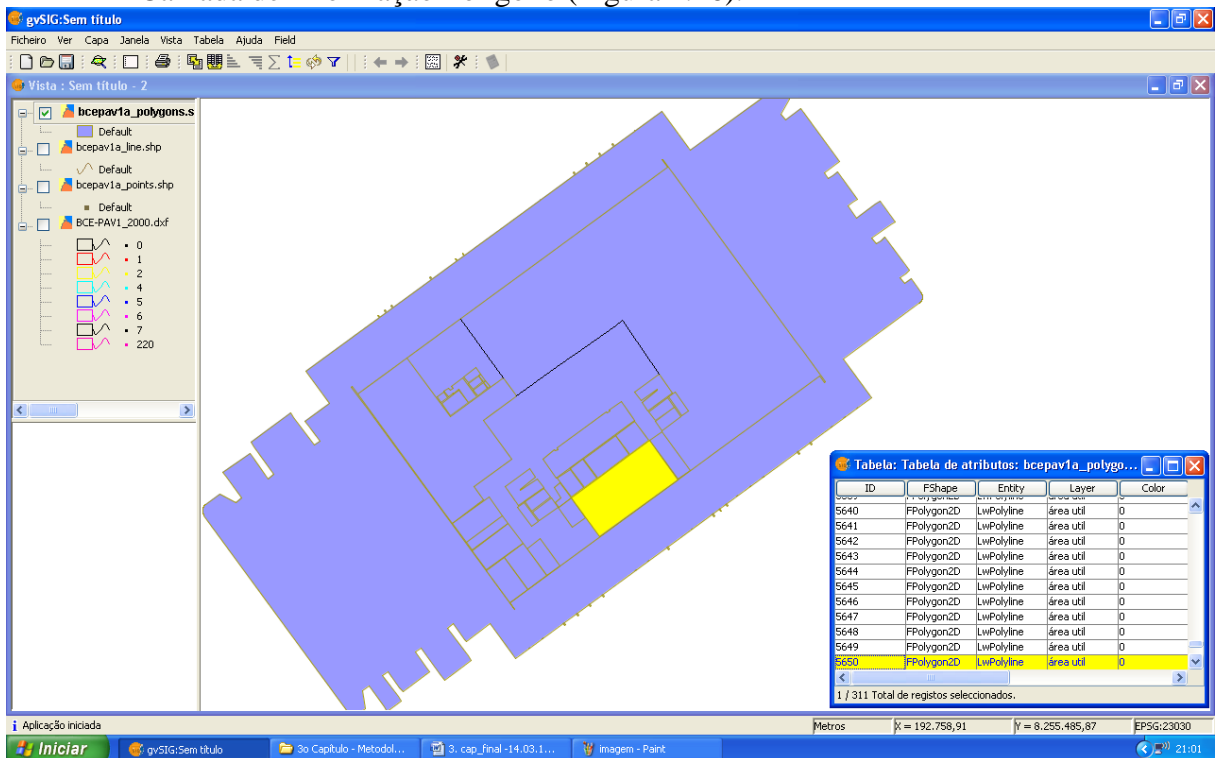 gvSIG:Sem título
Ficheiro Ver Capa Janela Vista Tabela Ajuda Field
Vista : Sem título - 2
bcepav1a_polygons.s
Default
bcepav1a_line.shp
Default
bcepav1a_points.shp
Default
BCE-PAV1_2000.dxf
0
1
2
4
5
6
7
220
Tabela: Tabela de atributos: bcepav1a_polygo...
ID FShape Entity Layer Color
5640 FPolygon2D LwPolyline área util 0
5641 FPolygon2D LwPolyline área util 0
5642 FPolygon2D LwPolyline área util 0
5643 FPolygon2D LwPolyline área util 0
5644 FPolygon2D LwPolyline área util 0
5645 FPolygon2D LwPolyline área util 0
5646 FPolygon2D LwPolyline área util 0
5647 FPolygon2D LwPolyline área util 0
5648 FPolygon2D LwPolyline área util 0
5649 FPolygon2D LwPolyline área util 0
5650 FPolygon2D LwPolyline área util 0
1 / 311 Total de registos seleccionados.
Aplicação iniciada Metros X = 192.758,91 Y = 8.255.485,87 EPSG:23030
Iniciar gvSIG:Sem título 3o Capítulo - Metodol... 3. cap_final -14.03.1... imagem - Paint 21:01